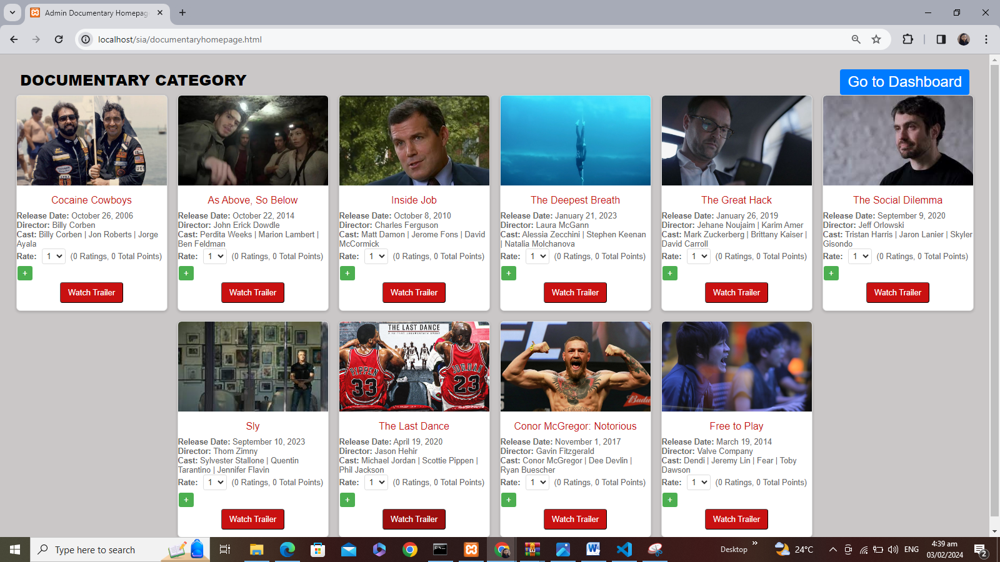 Admin Documentary Homepag
localhost/sia/documentaryhomepage.html
DOCUMENTARY CATEGORY
Go to Dashboard
Cocaine Cowboys
Release Date: October 26, 2006
Director: Billy Corben
Cast: Billy Corben | Jon Roberts | Jorge
Ayala
Rate: 1 (0 Ratings, 0 Total Points)
+
Watch Trailer
As Above, So Below
Release Date: October 22, 2014
Director: John Erick Dowdle
Cast: Perdita Weeks | Marion Lambert |
Ben Feldman
Rate: 1 (0 Ratings, 0 Total Points)
+
Watch Trailer
Inside Job
Release Date: October 8, 2010
Director: Charles Ferguson
Cast: Matt Damon | Jerome Fons | David
McCormick
Rate: 1 (0 Ratings, 0 Total Points)
+
Watch Trailer
The Deepest Breath
Release Date: January 21, 2023
Director: Laura McGann
Cast: Alessia Zecchini | Stephen Keenan
| Natalia Molchanova
Rate: 1 (0 Ratings, 0 Total Points)
+
Watch Trailer
The Great Hack
Release Date: January 26, 2019
Director: Jehane Noujaim | Karim Amer
Cast: Mark Zuckerberg | Brittany Kaiser |
David Carroll
Rate: 1 (0 Ratings, 0 Total Points)
+
Watch Trailer
The Social Dilemma
Release Date: September 9, 2020
Director: Jeff Orlowski
Cast: Tristan Harris | Jaron Lanier | Skyler
Gisondo
Rate: 1 (0 Ratings, 0 Total Points)
+
Watch Trailer
Sly
Release Date: September 10, 2023
Director: Thom Zimny
Cast: Sylvester Stallone | Quentin
Tarantino | Jennifer Flavin
Rate: 1 (0 Ratings, 0 Total Points)
+
Watch Trailer
THE LAST DANCE
PIPPEN
33
JORDAN
23
The Last Dance
Release Date: April 19, 2020
Director: Jason Hehir
Cast: Michael Jordan | Scottie Pippen |
Phil Jackson
Rate: 1 (0 Ratings, 0 Total Points)
+
Watch Trailer
Conor McGregor: Notorious
Release Date: November 1, 2017
Director: Gavin Fitzgerald
Cast: Conor McGregor | Dee Devlin |
Ryan Buescher
Rate: 1 (0 Ratings, 0 Total Points)
+
Watch Trailer
Free to Play
Release Date: March 19, 2014
Director: Valve Company
Cast: Dendi | Jeremy Lin | Fear | Toby
Dawson
Rate: 1 (0 Ratings, 0 Total Points)
+
Watch Trailer
Type here to search
Desktop
24°C
ENG
4:39 am
03/02/2024
2